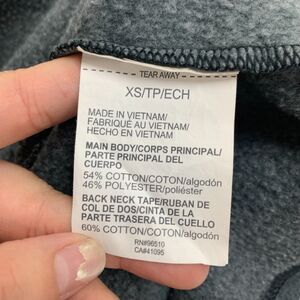 - TEAR AWAY -
XS/TP/ECH
MADE IN VIETNAM/
FABRIQUÉ AU VIETNAM/
HECHO EN VIETNAM
MAIN BODY/CORPS PRINCIPAL/
PARTE PRINCIPAL DEL
CUERPO
54% COTTON/COTON/algodón
46% POLYESTER/poliéster
BACK NECK TAPE/RUBAN DE
COL DE DOS/CINTA DE LA
PARTE TRASERA DEL CUELLO
60% COTTON/COTON/algodón
RN#96510
CA#41095